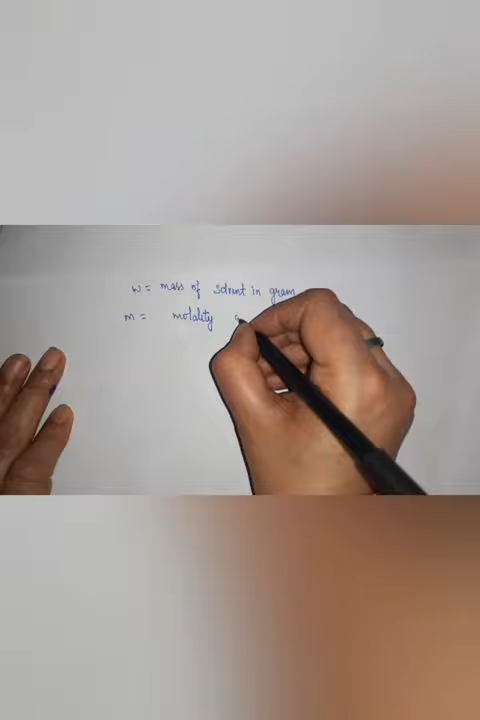 w = mass of solvent in gram
m = molality